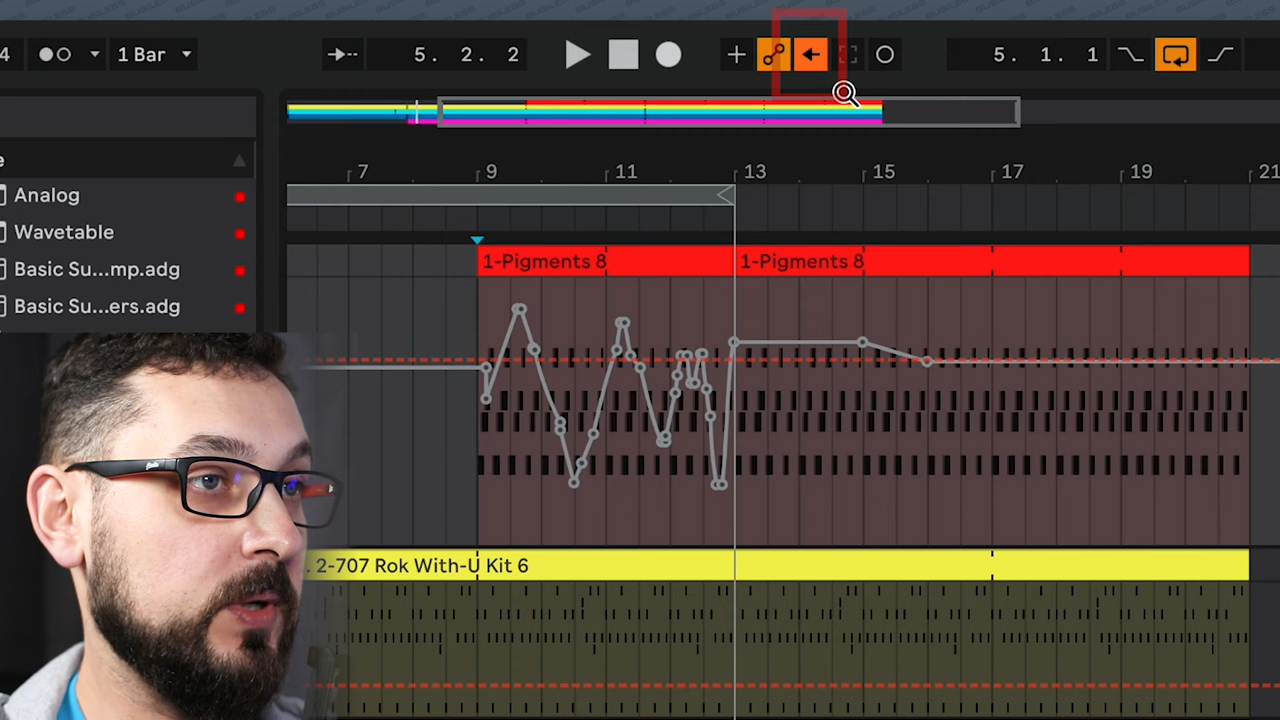 4 1 Bar 5. 2. 2 5. 1. 1
7 9 11 13 15 17 19 21
e
Analog
Wavetable
Basic Su...mp.adg
Basic Su...ers.adg
1-Pigments 8 1-Pigments 8
. 2-707 Rok With-U Kit 6